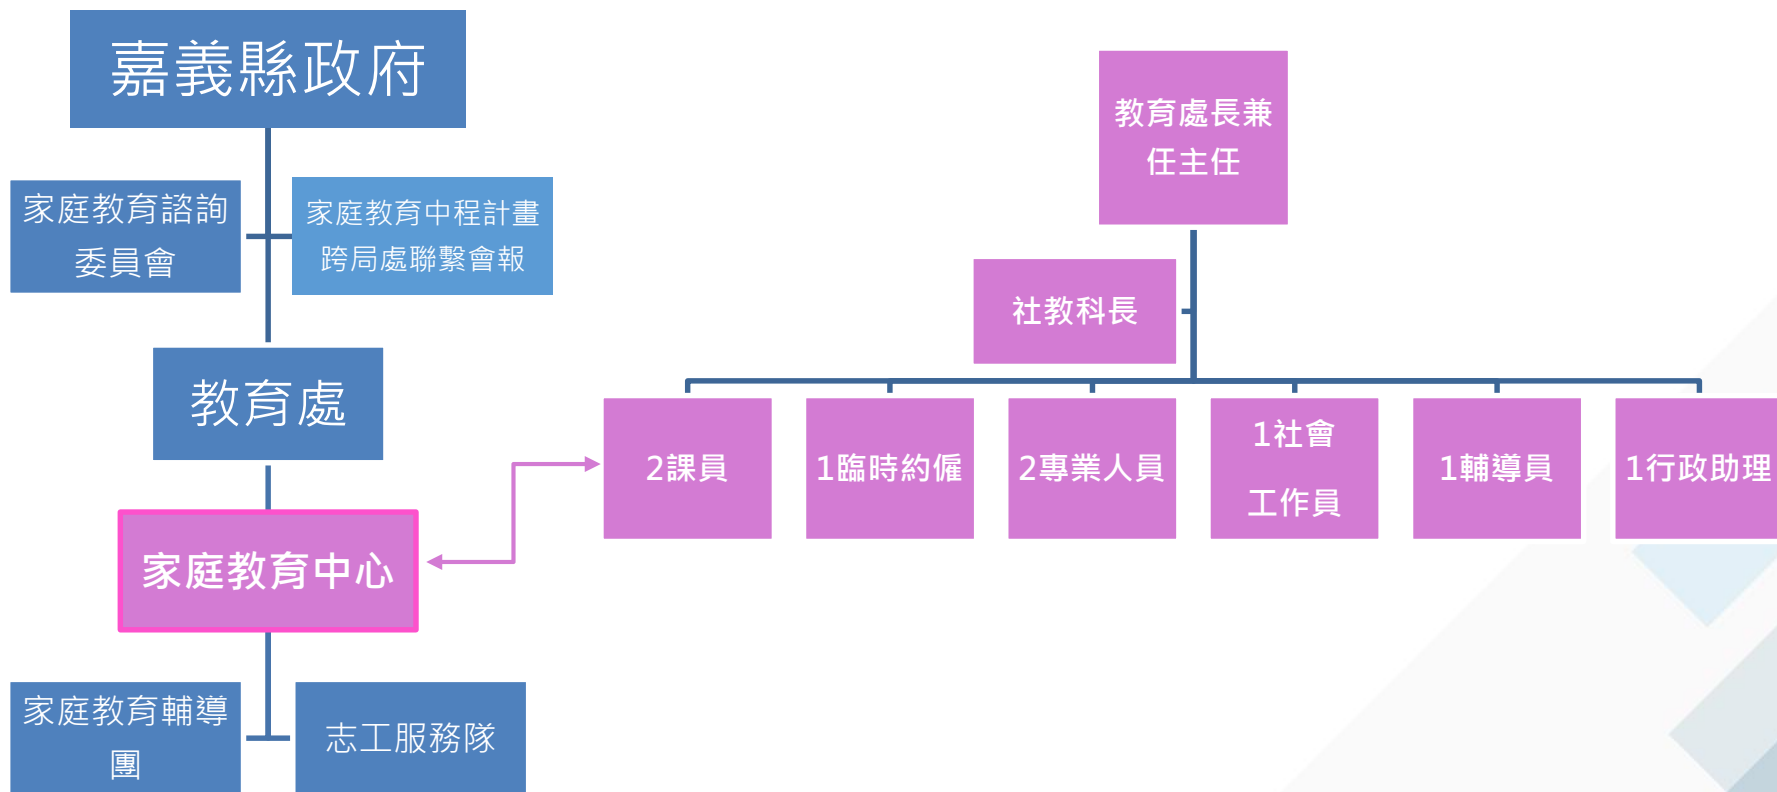 嘉義縣政府
家庭教育諮詢
委員會
家庭教育中程計畫
跨局處聯繫會報
教育處
家庭教育中心
家庭教育輔導
團
志工服務隊
教育處長兼
任主任
社教科長
2課員
1臨時約僱
2專業人員
1社會
工作員
1輔導員
1行政助理